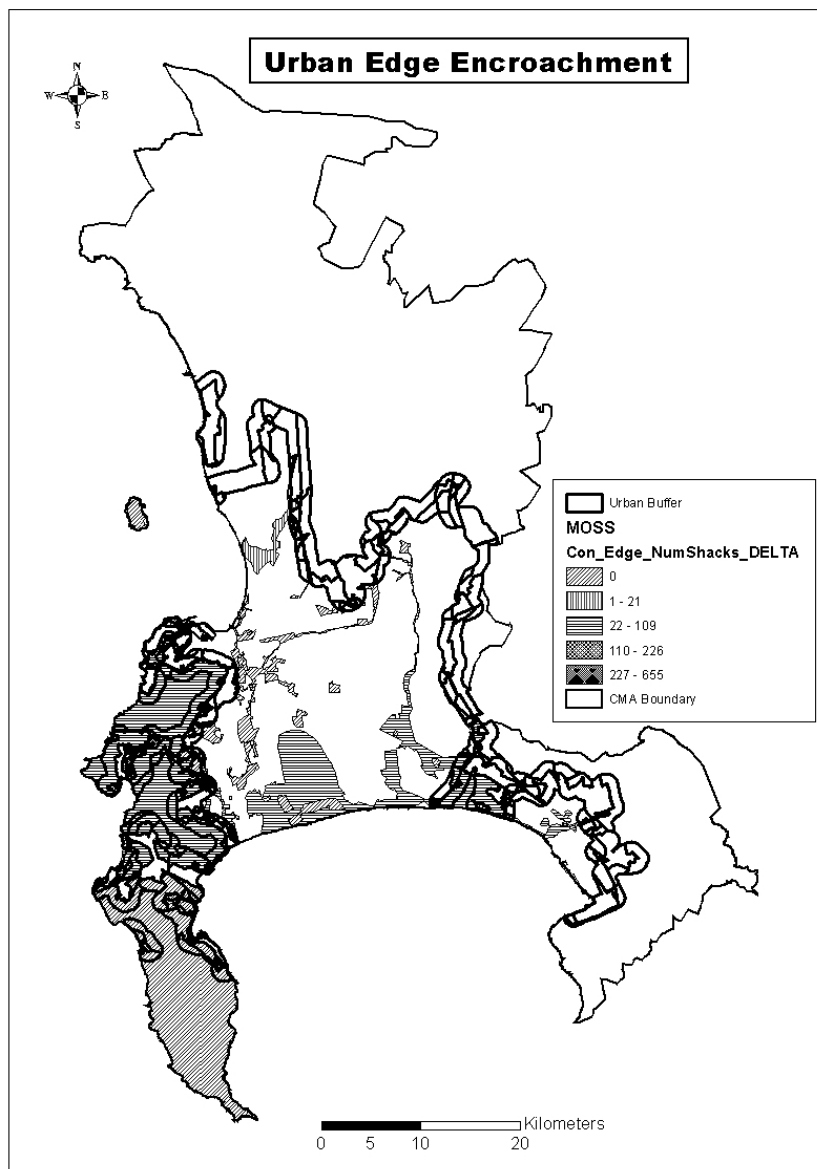 Urban Edge Encroachment
N
W E
S
Urban Buffer
MOSS
Con_Edge_NumShacks_DELTA
0
1 - 21
22 - 109
110 - 226
227 - 655
CMA Boundary
Kilometers
0 5 10 20